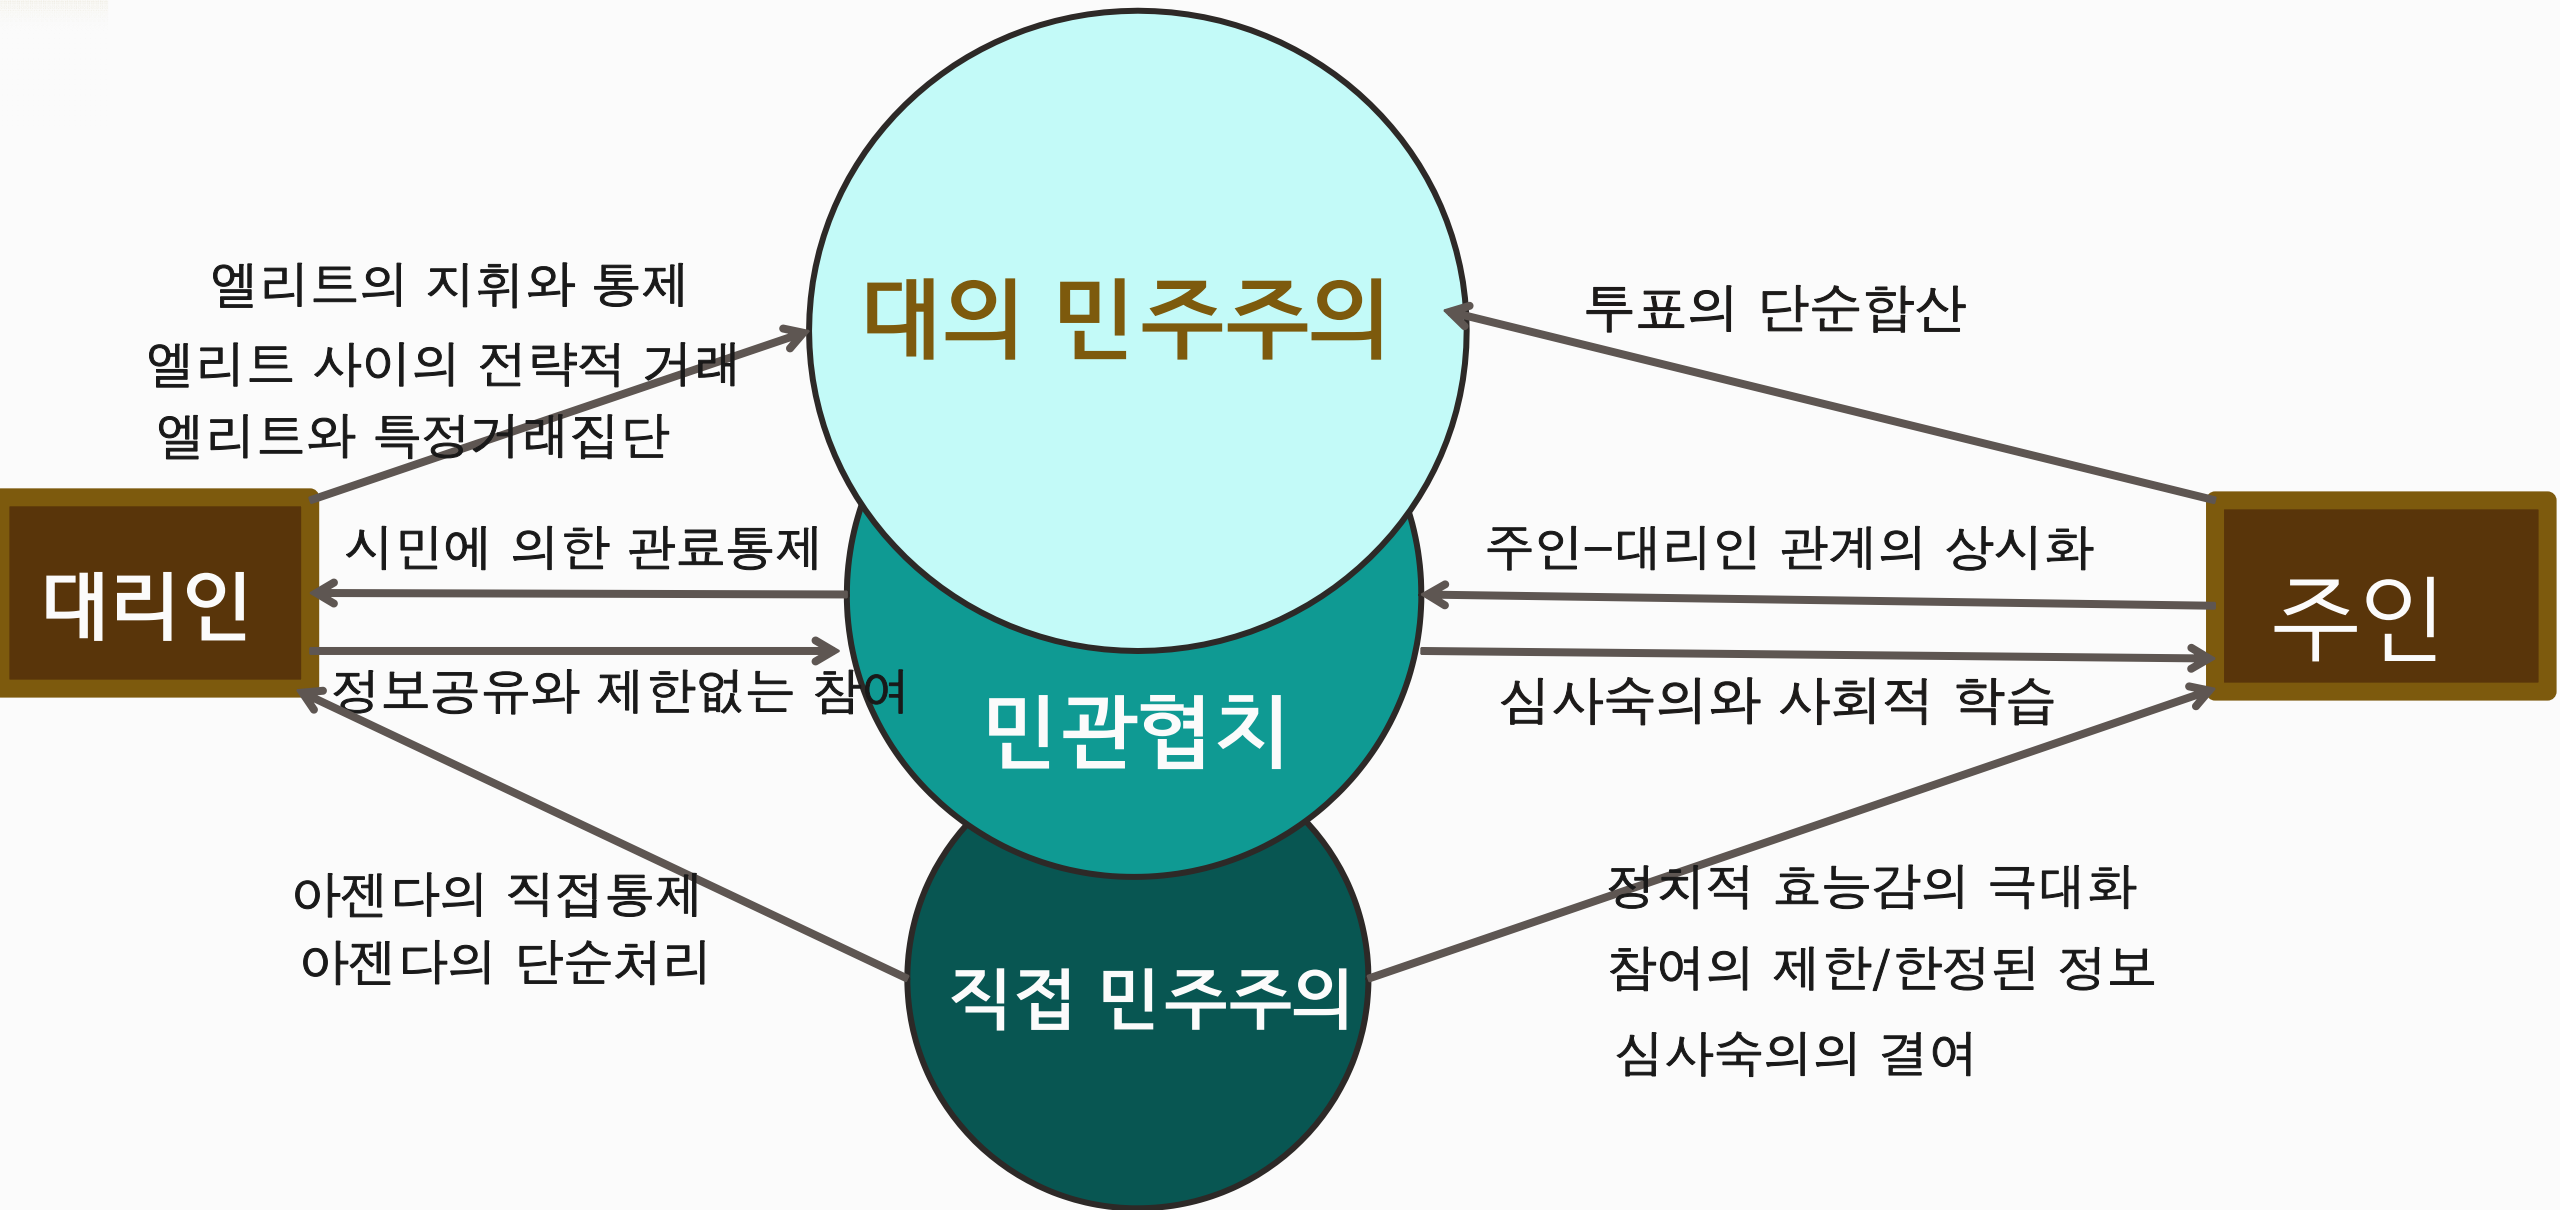 대의 민주주의
엘리트의 지휘와 통제
엘리트 사이의 전략적 거래
엘리트와 특정거래집단
투표의 단순합산
대리인
시민에 의한 관료통제
정보공유와 제한없는 참여
민관협치
주인–대리인 관계의 상시화
심사숙의와 사회적 학습
주인
아젠다의 직접통제
아젠다의 단순처리
직접 민주주의
정치적 효능감의 극대화
참여의 제한/한정된 정보
심사숙의의 결여